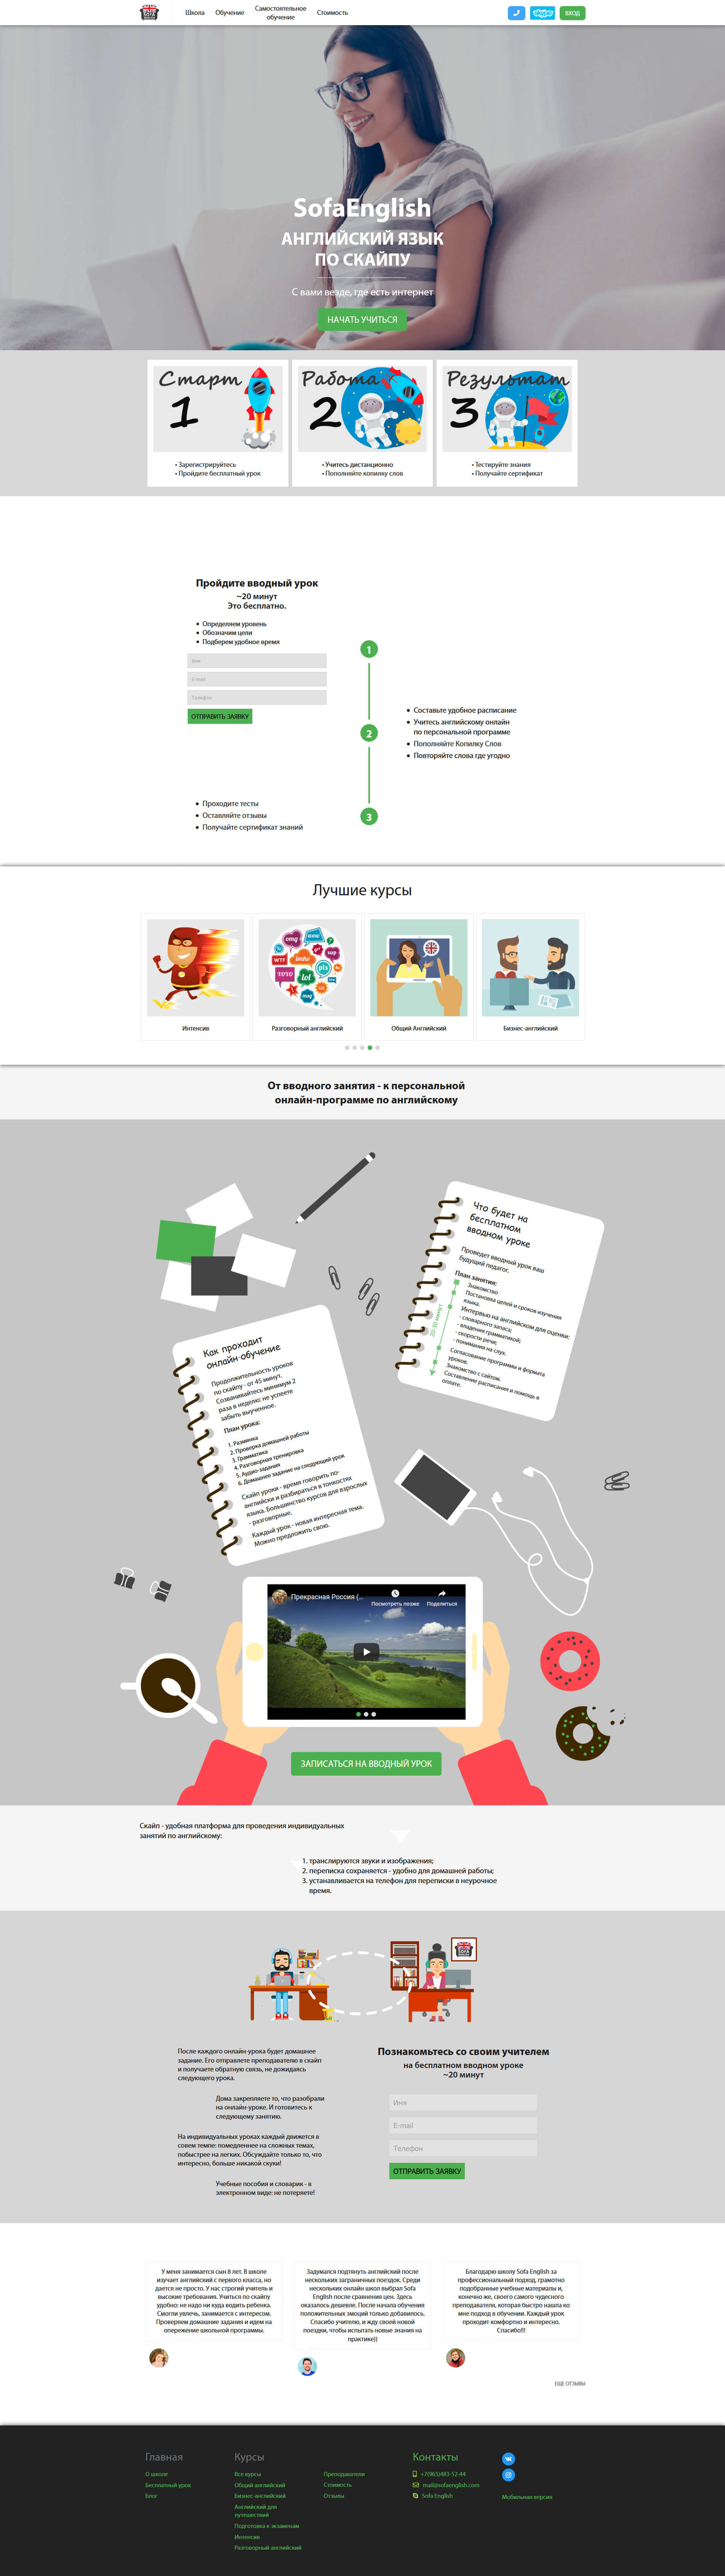 Школа
Обучение
Самостоятельное
обучение
Стоимость
skype
ВХОД
SofaEnglish
АНГЛИЙСКИЙ ЯЗЫК
ПО СКАЙПУ
С вами везде, где есть интернет
НАЧАТЬ УЧИТЬСЯ
Старт
1
• Зарегистрируйтесь
• Пройдите бесплатный урок
Работа
2
• Учитесь дистанционно
• Пополняйте копилку слов
Результат
3
• Тестируйте знания
• Получайте сертификат
Пройдите вводный урок
~20 минут
Это бесплатно.
• Определяем уровень
• Обозначим цели
• Подберем удобное время
Имя
E-mail
Телефон
ОТПРАВИТЬ ЗАЯВКУ
1
2
• Составьте удобное расписание
• Учитесь английскому онлайн
по персональной программе
• Пополняйте Копилку Слов
• Повторяйте слова где угодно
• Проходите тесты
• Оставляйте отзывы
• Получайте сертификат знаний
3
Лучшие курсы
Интенсив
Разговорный английский
Общий Английский
Бизнес-английский
От вводного занятия - к персональной
онлайн-программе по английскому
Что будет на
бесплатном
вводном уроке
Проведет вводный урок ваш
будущий педагог.
План занятия:
Знакомство
Постановка целей и сроков изучения
языка.
Интервью на английском для оценки:
- словарного запаса;
- владения грамматикой;
- скорости речи;
- понимания на слух.
Согласование программы и формата
уроков.
Знакомство с сайтом.
Составление расписания и помощь в
оплате.
20-30 минут
Как проходит
онлайн-обучение
Продолжительность уроков
по скайпу - от 45 минут.
Созванивайтесь минимум 2
раза в неделю: не успеете
забыть выученное.
План урока:
1. Разминка
2. Проверка домашней работы
3. Грамматика
4. Разговорная тренировка
5. Аудио-задания
6. Домашнее задание на следующий урок
Скайп уроки - время говорить по-
английски и разбираться в тонкостях
языка. Большинство курсов для взрослых
- разговорные.
Каждый урок - новая интересная тема.
Можно предложить свою.
Прекрасная Россия (...
Посмотреть позже
Поделиться
ЗАПИСАТЬСЯ НА ВВОДНЫЙ УРОК
Скайп - удобная платформа для проведения индивидуальных
занятий по английскому:
1. транслируются звуки и изображения;
2. переписка сохраняется - удобно для домашней работы;
3. устанавливается на телефон для переписки в неурочное
время.
После каждого онлайн-урока будет домашнее
задание. Его отправляете преподавателю в скайп
и получаете обратную связь, не дожидаясь
следующего урока.
Дома закрепляете то, что разобрали
на онлайн-уроке. И готовитесь к
следующему занятию.
На индивидуальных уроках каждый движется в
совем темпе: помедленнее на сложных темах,
побыстрее на легких. Обсуждайте только то, что
интересно, больше никакой скуки!
Учебные пособия и словарик - в
электронном виде: не потеряете!
Познакомьтесь со своим учителем
на бесплатном вводном уроке
~20 минут
Имя
E-mail
Телефон
ОТПРАВИТЬ ЗАЯВКУ
У меня занимается сын 8 лет. В школе
изучает английский с первого класса, но
дается не просто. У нас строгий учитель и
высокие требования. Учиться по скайпу
удобно: не надо ни куда водить ребенка.
Смогли увлечь, занимается с интересом.
Проверяем домашние задания и идем на
опережение школьной программы.
Задумался подтянуть английский после
нескольких заграничных поездок. Среди
нескольких онлайн школ выбрал Sofa
English после сравнения цен. Здесь
оказалось дешевле. После начала обучения
положительных эмоций только добавилось.
Спасибо учителю, и жду своей новой
поездки, чтобы испытать новые знания на
практике))
Благодарю школу Sofa English за
профессиональный подход, грамотно
подобранные учебные материалы и,
конечно же, своего самого чудесного
преподавателя, которая быстро нашла ко
мне подход в обучении. Каждый урок
проходит комфортно и интересно.
Спасибо!!!
ЕЩЕ ОТЗЫВЫ
Главная
О школе
Бесплатный урок
Блог
Курсы
Все курсы
Общий английский
Бизнес-английский
Английский для
путешествий
Подготовка к экзаменам
Интенсив
Разговорный английский
Преподаватели
Стоимость
Отзывы
Контакты
+7(965)483-52-44
mail@sofaenglish.com
Sofa English
Мобильная версия